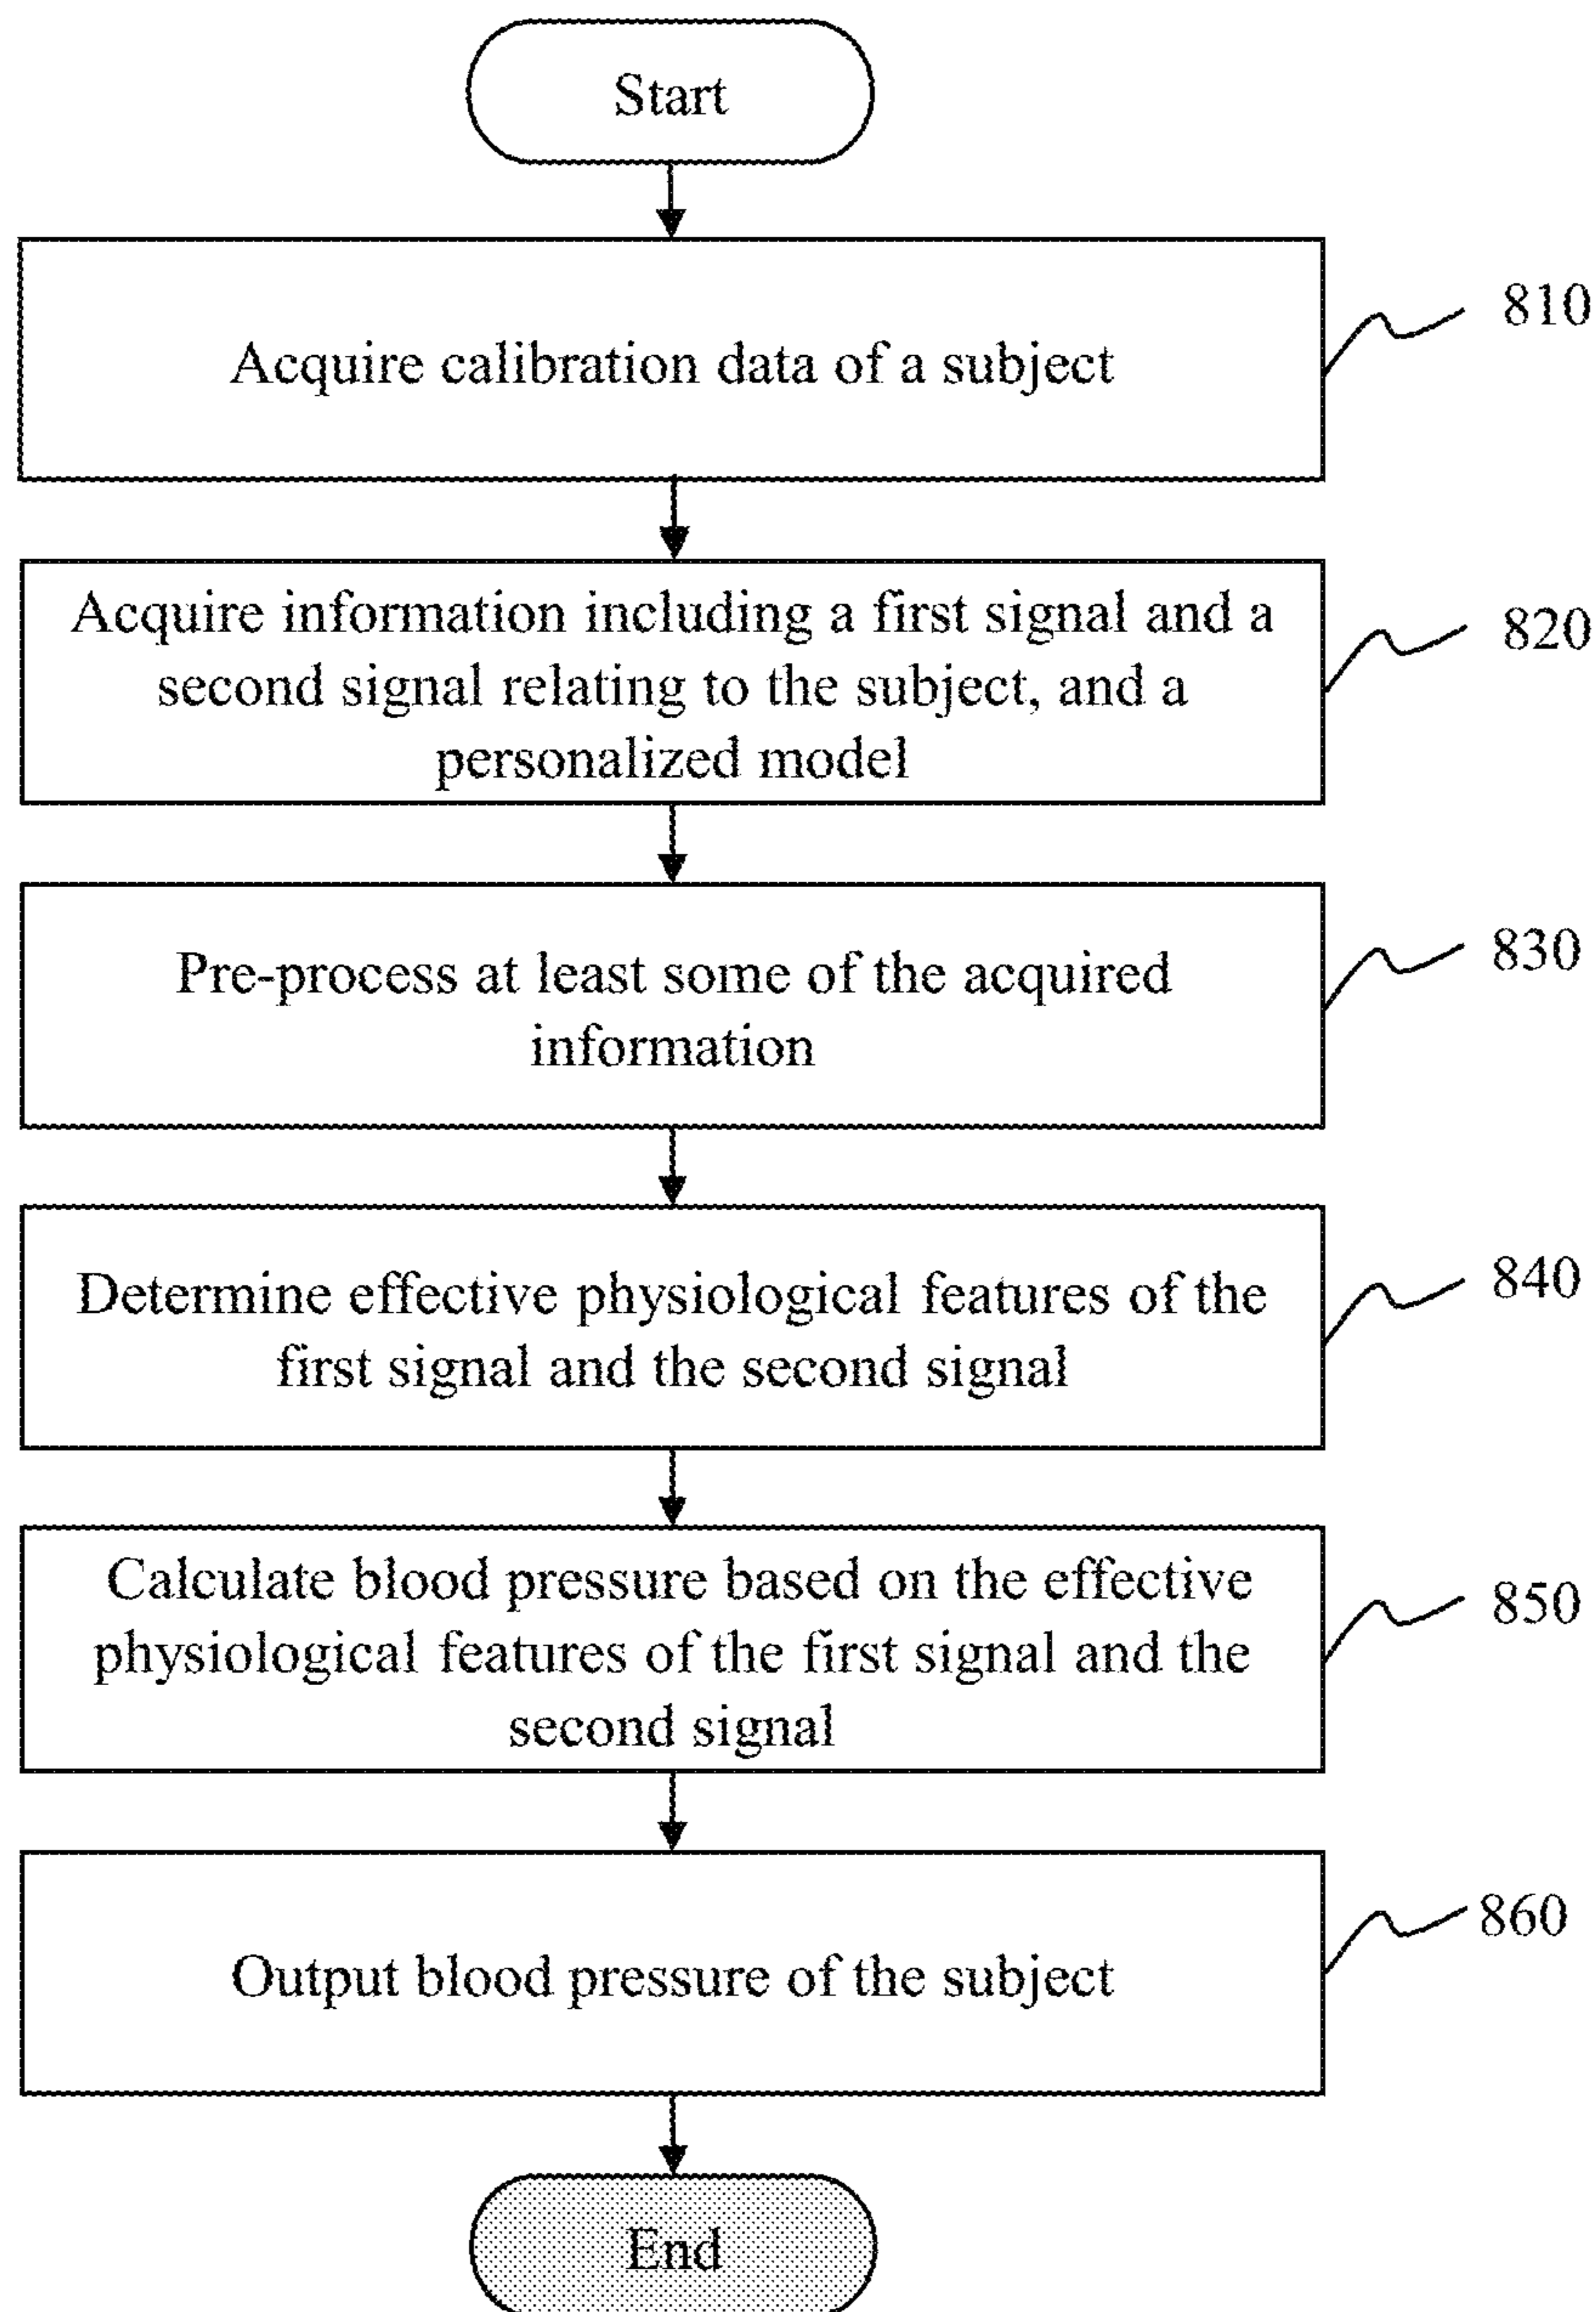 Start
Acquire calibration data of a subject
810
Acquire information including a first signal and a
second signal relating to the subject, and a
personalized model
820
Pre-process at least some of the acquired
information
830
Determine effective physiological features of the
first signal and the second signal
840
Calculate blood pressure based on the effective
physiological features of the first signal and the
second signal
850
Output blood pressure of the subject
860
End